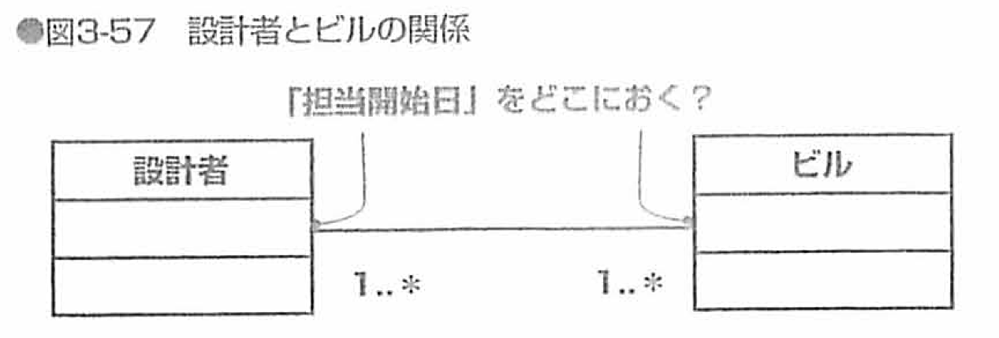 ●図3-57 設計者とビルの関係
「担当開始日」をどこにおく？
設計者
ビル
1..*
1..*